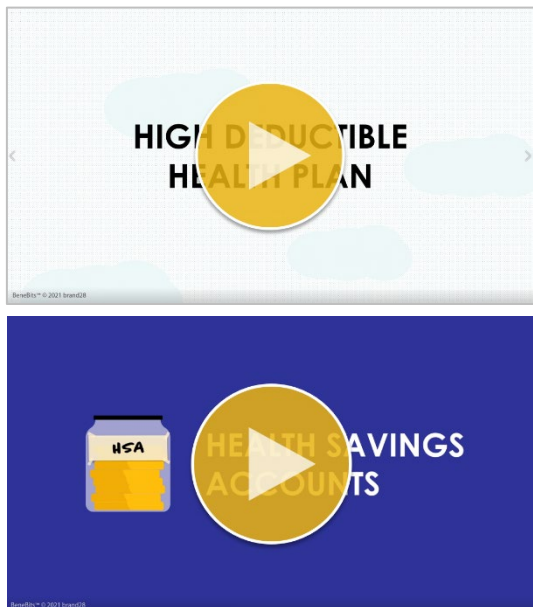 HIGH DEDUCTIBLE
HEALTH PLAN
BeneBits™ © 2021 brand28
HSA
HEALTH SAVINGS
ACCOUNTS
BeneBits™ © 2021 brand28